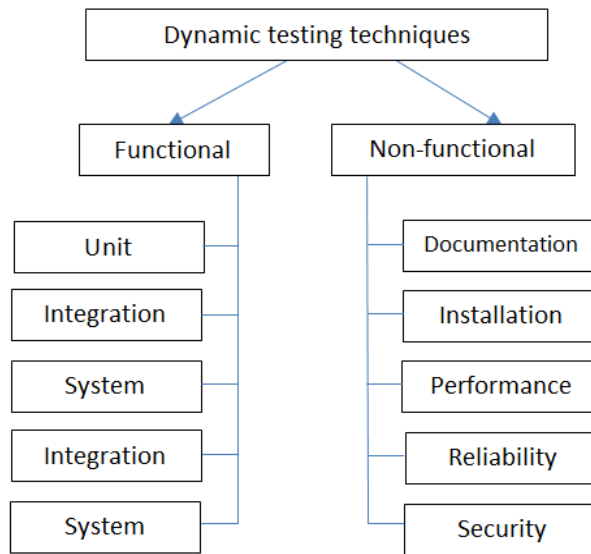 Dynamic testing techniques
Functional
Non-functional
Unit
Integration
System
Integration
System
Documentation
Installation
Performance
Reliability
Security